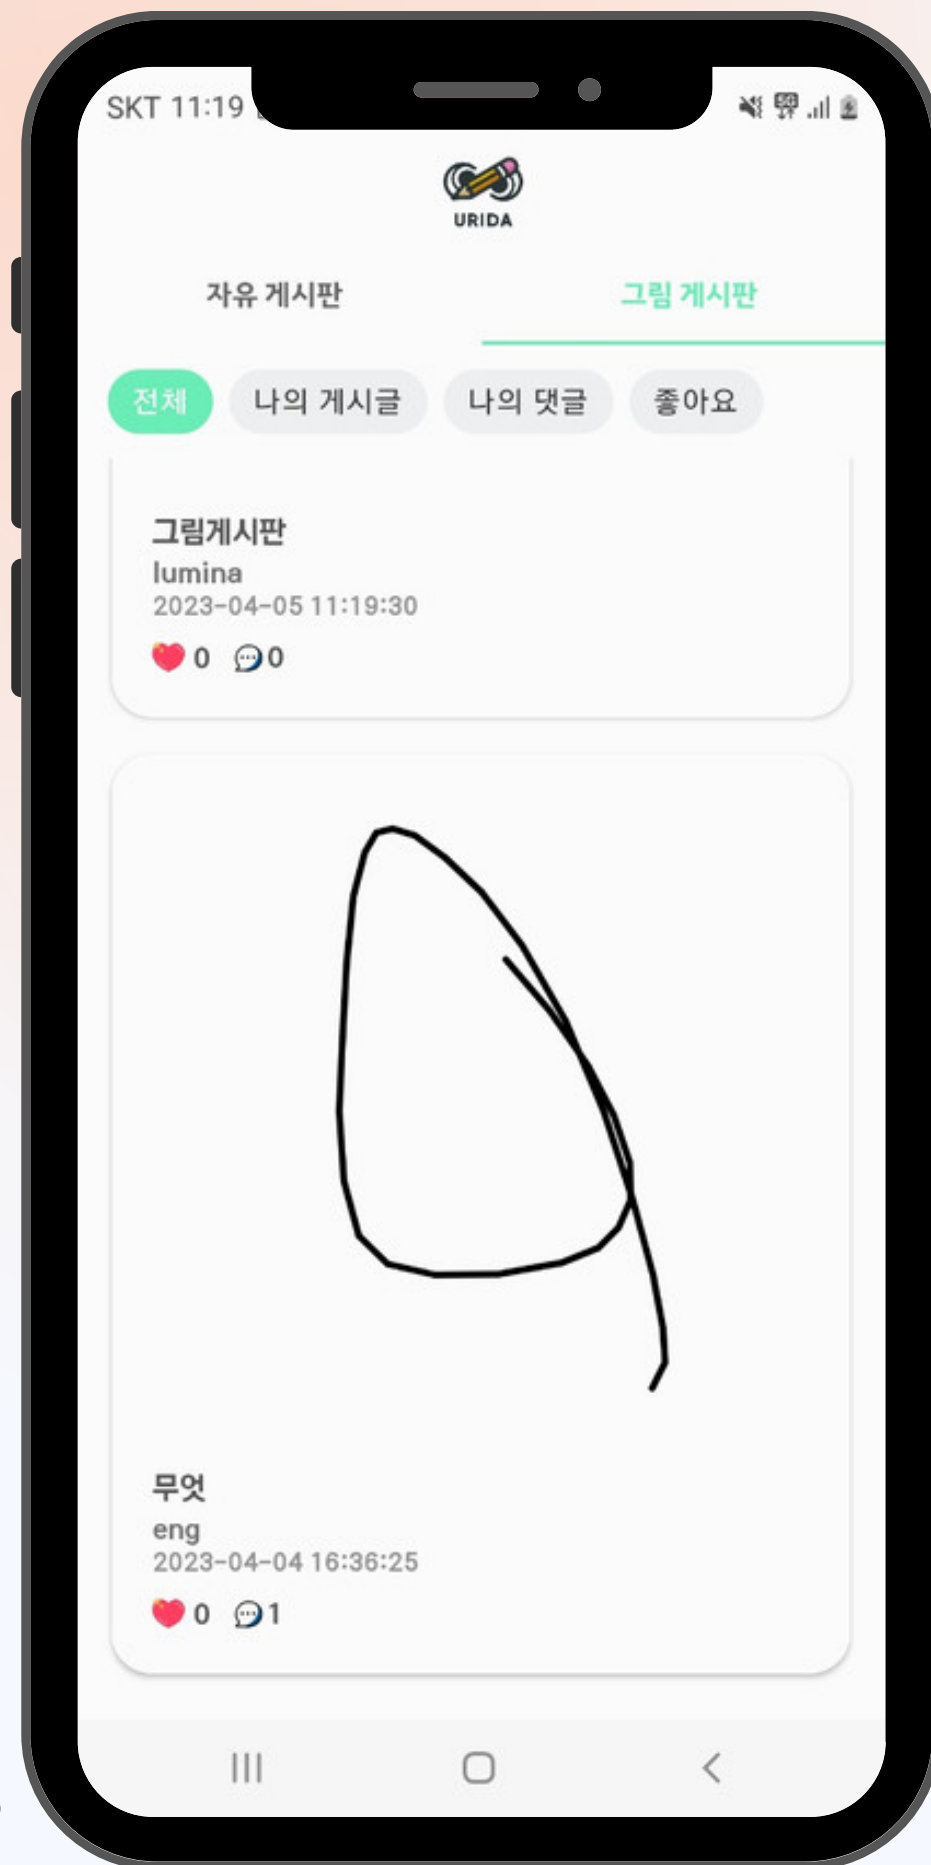 SKT 11:19
URIDA
자유 게시판 그림 게시판
전체 나의 게시글 나의 댓글 좋아요
그림게시판
lumina
2023-04-05 11:19:30
0 0
무엇
eng
2023-04-04 16:36:25
0 1